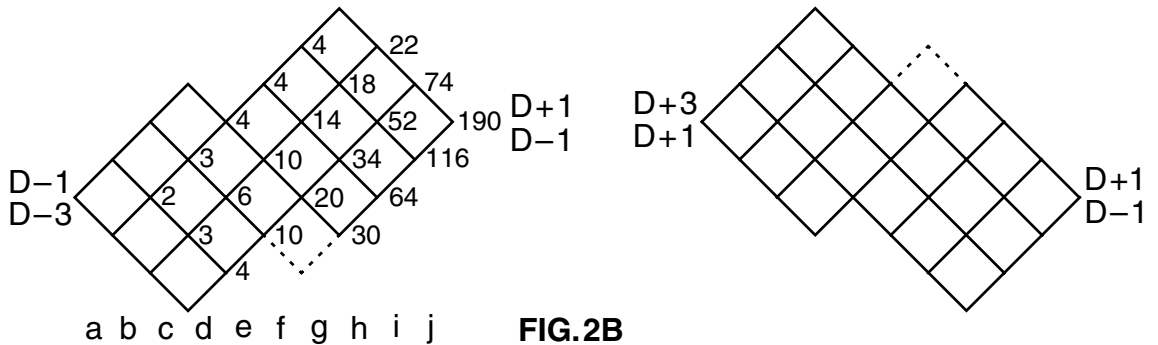 4 22
4 18 74
4 14 52 190 D+1 D+3
D−1 D+1
3 10 34 116
D−1 2 6 20 64 D+1
D−3 D−1
3 10 30
4
a b c d e f g h i j FIG. 2B